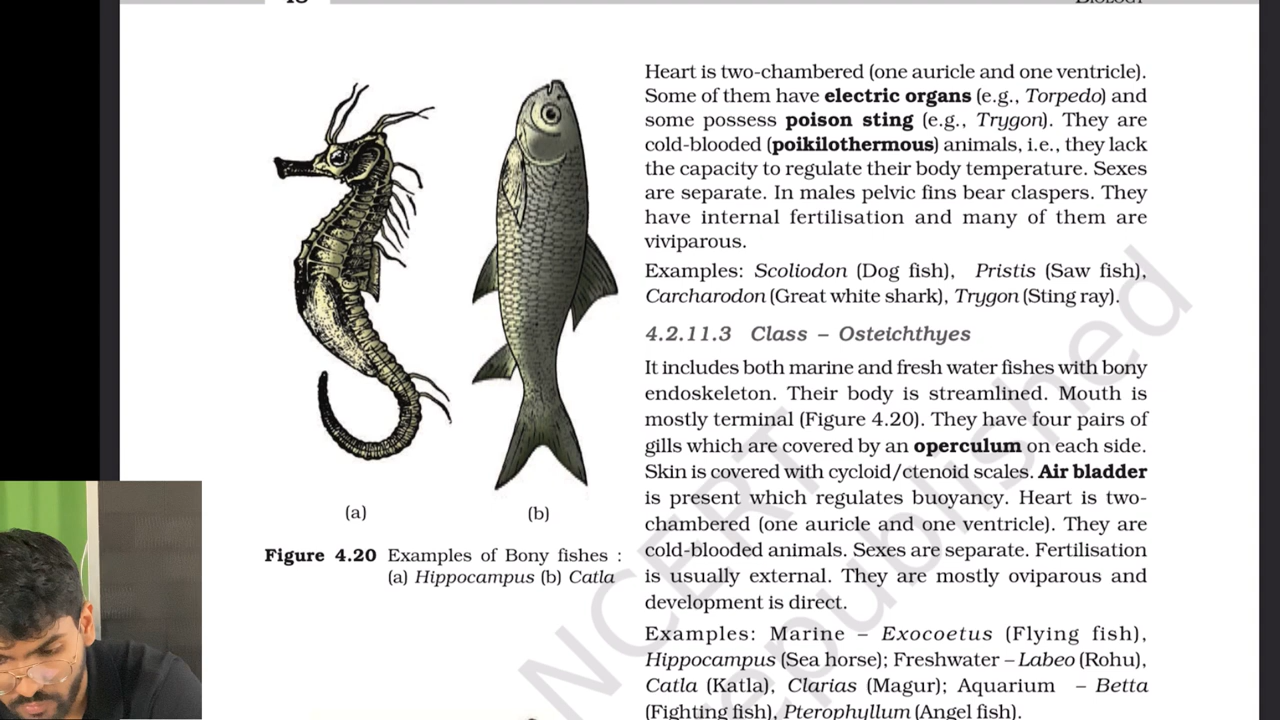 BIOLOGY
Heart is two-chambered (one auricle and one ventricle).
Some of them have electric organs (e.g., Torpedo) and
some possess poison sting (e.g., Trygon). They are
cold-blooded (poikilothermous) animals, i.e., they lack
the capacity to regulate their body temperature. Sexes
are separate. In males pelvic fins bear claspers. They
have internal fertilisation and many of them are
viviparous.
Examples: Scoliodon (Dog fish), Pristis (Saw fish),
Carcharodon (Great white shark), Trygon (Sting ray).
4.2.11.3 Class – Osteichthyes
It includes both marine and fresh water fishes with bony
endoskeleton. Their body is streamlined. Mouth is
mostly terminal (Figure 4.20). They have four pairs of
gills which are covered by an operculum on each side.
Skin is covered with cycloid/ctenoid scales. Air bladder
is present which regulates buoyancy. Heart is two-
chambered (one auricle and one ventricle). They are
cold-blooded animals. Sexes are separate. Fertilisation
is usually external. They are mostly oviparous and
development is direct.
Examples: Marine – Exocoetus (Flying fish),
Hippocampus (Sea horse); Freshwater – Labeo (Rohu),
Catla (Katla), Clarias (Magur); Aquarium – Betta
(Fighting fish), Pterophyllum (Angel fish).
(a) (b)
Figure 4.20 Examples of Bony fishes :
(a) Hippocampus (b) Catla
NCERT
republished